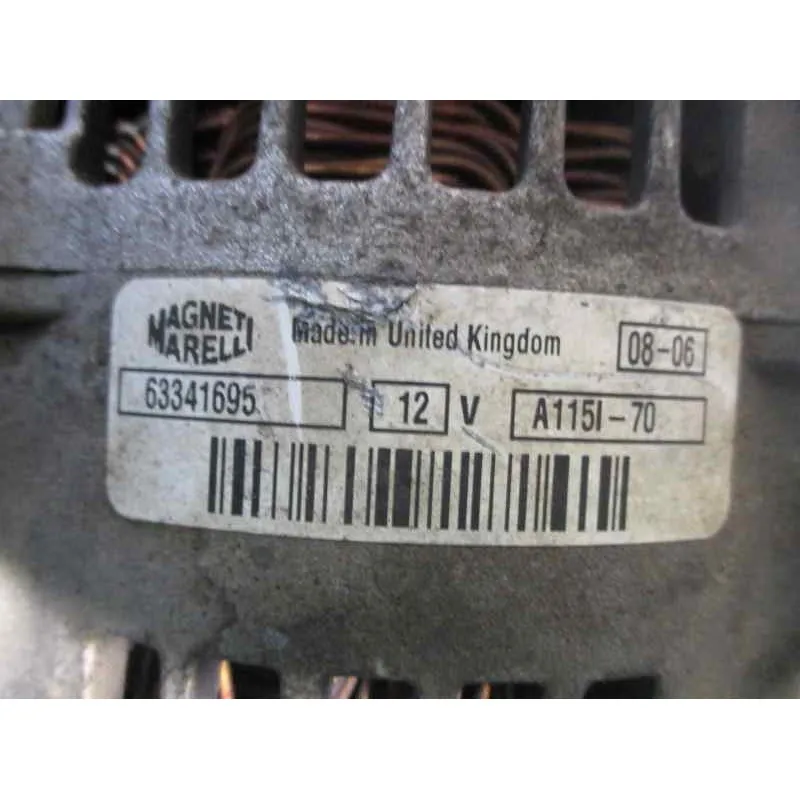 MAGNETI MARELLI Made in United Kingdom 08-06
63341695 12 V A115I-70